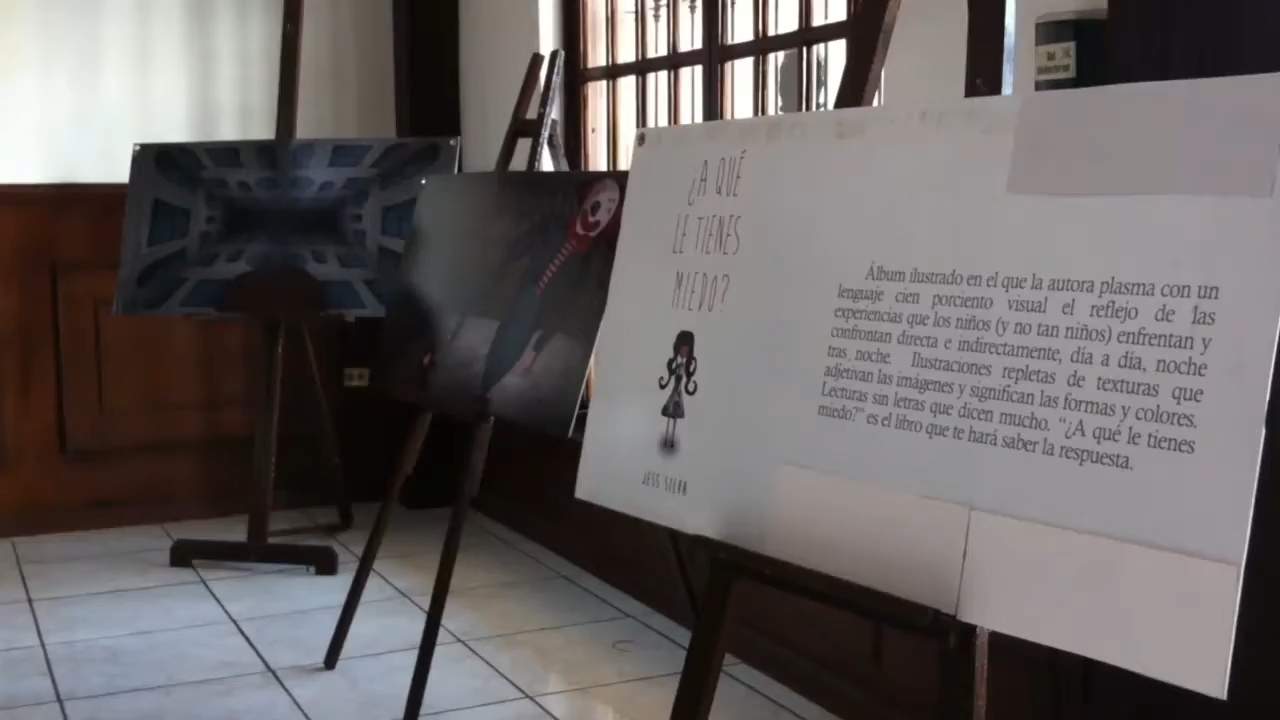 ¿A QUÉ
LE TIENES
MIEDO?
JESS SILVA
Álbum ilustrado en el que la autora plasma con un
lenguaje cien porciento visual el reflejo de las
experiencias que los niños (y no tan niños) enfrentan y
confrontan directa e indirectamente, día a día, noche
tras noche. Ilustraciones repletas de texturas que
adjetivan las imágenes y significan las formas y colores.
Lecturas sin letras que dicen mucho. “¿A qué le tienes
miedo?” es el libro que te hará saber la respuesta.